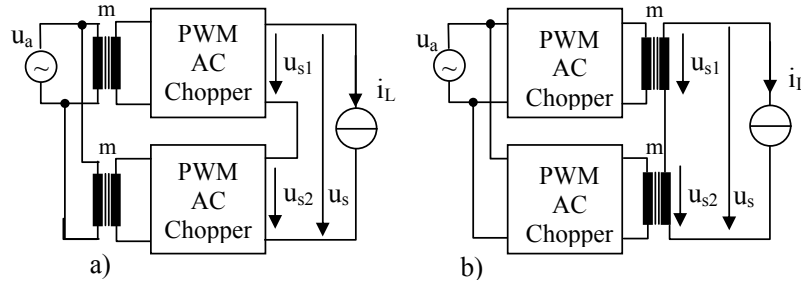 m
u_a
~
PWM
AC
Chopper
u_s1
i_L
m
PWM
AC
Chopper
u_s2
u_s
a)
u_a
~
PWM
AC
Chopper
m
u_s1
i_L
m
PWM
AC
Chopper
u_s2
u_s
b)